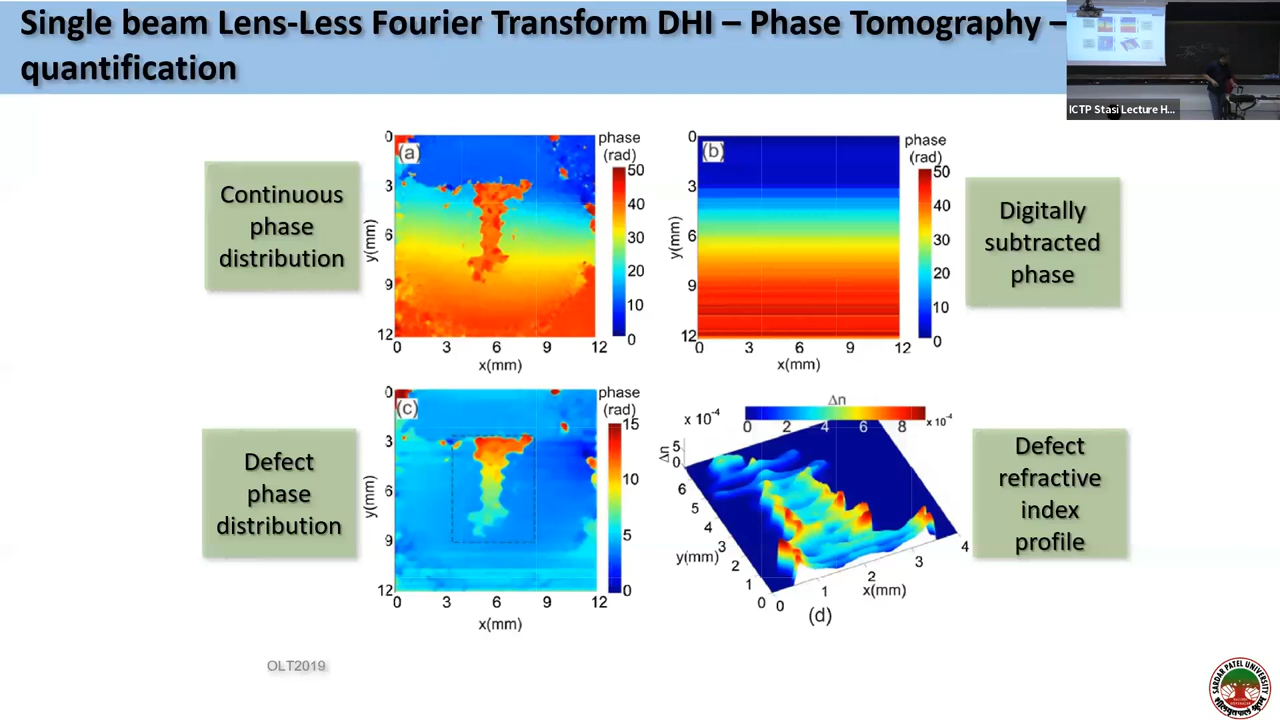 Single beam Lens-Less Fourier Transform DHI – Phase Tomography –
quantification
ICTP Stasi Lecture H...
Continuous
phase
distribution
(a)
phase
(rad)
50
40
30
20
10
0
0
3
6
9
12
y(mm)
0 3 6 9 12
x(mm)
(b)
phase
(rad)
50
40
30
20
10
0
0
3
6
9
12
y(mm)
0 3 6 9 12
x(mm)
Digitally
subtracted
phase
Defect
phase
distribution
(c)
phase
(rad)
15
10
5
0
0
3
6
9
12
y(mm)
0 3 6 9 12
x(mm)
Δn
0 2 4 6 8 x 10⁻⁴
x 10⁻⁴
5
0
Δn
6
5
4
3
2
1
0
y(mm)
0 1 2 3 4
x(mm)
(d)
Defect
refractive
index
profile
OLT2019
SARDAR PATEL UNIVERSITY